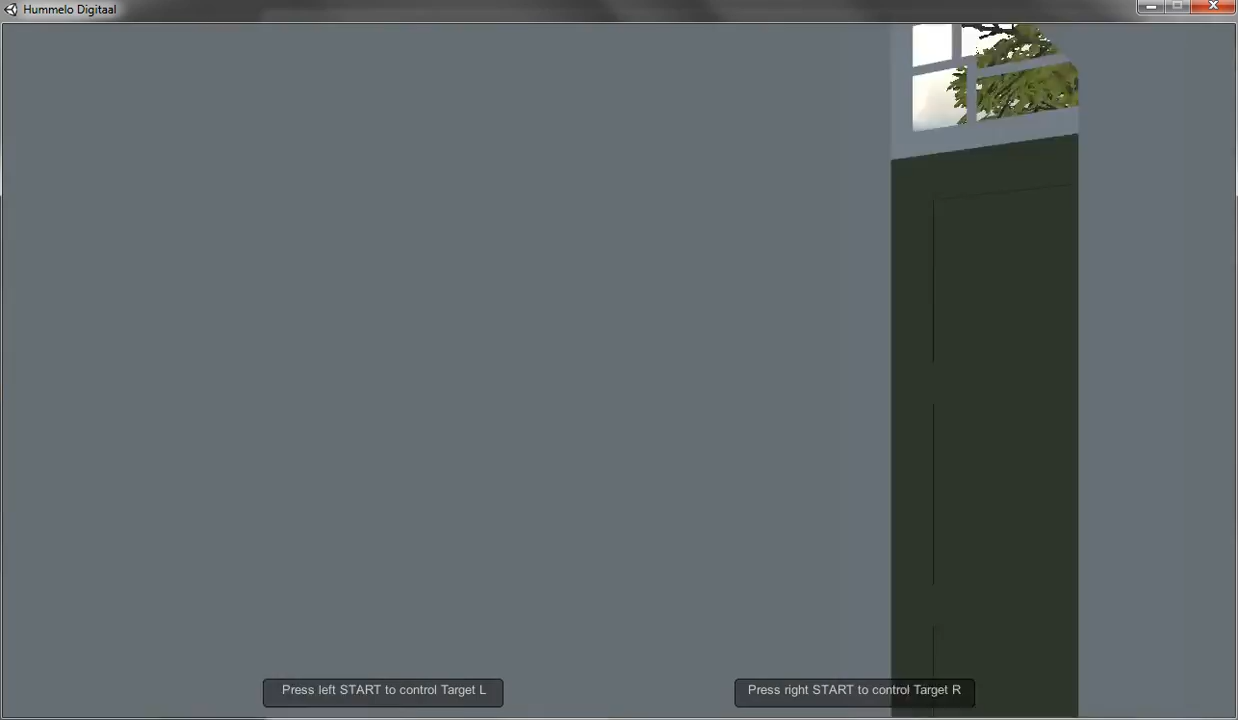 Hummelo Digitaal
Press left START to control Target L
Press right START to control Target R